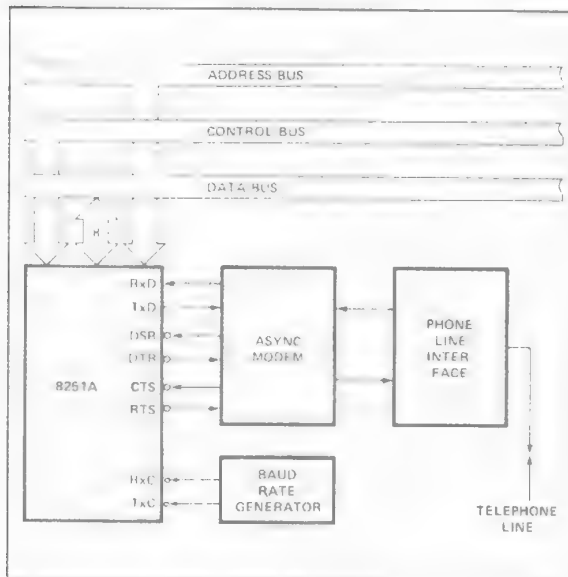 ADDRESS BUS
CONTROL BUS
DATA BUS
8
8251A
RxD
TxD
DSR
DTR
CTS
RTS
RxC
TxC
ASYNC
MODEM
PHONE
LINE
INTER
FACE
BAUD
RATE
GENERATOR
TELEPHONE
LINE